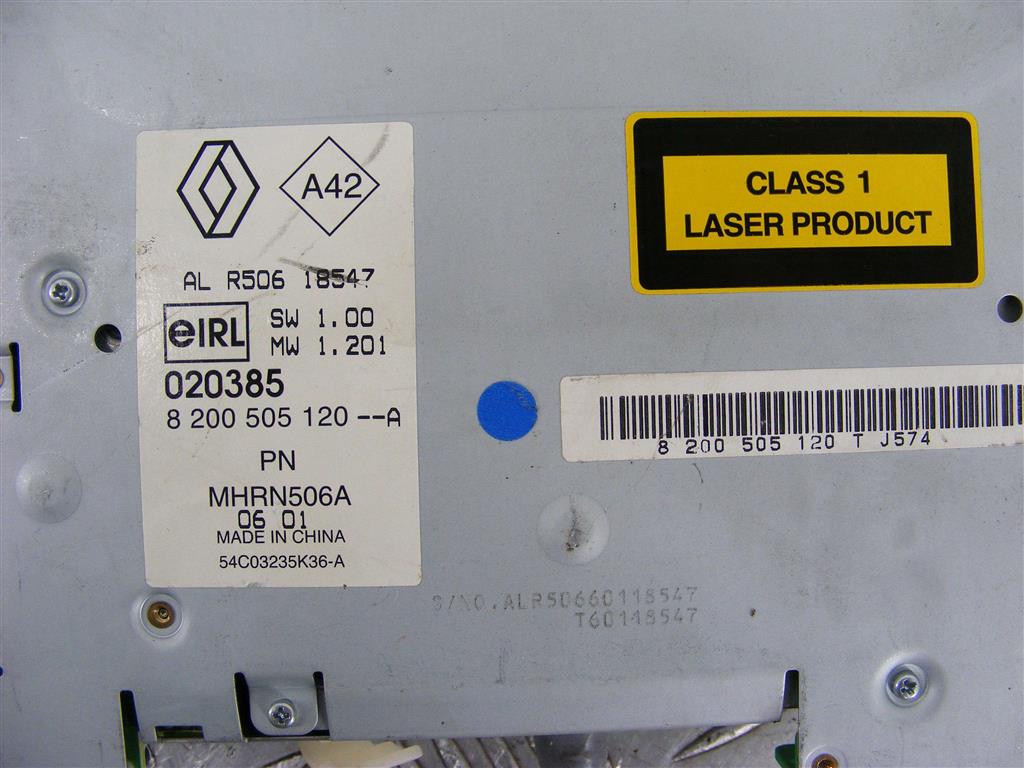 A42
AL R506 18547
eIRL
SW 1.00
MW 1.201
020385
8 200 505 120 --A
PN
MHRN506A
06 01
MADE IN CHINA
54C03235K36-A
CLASS 1
LASER PRODUCT
8 200 505 120 T J574
S/NO.ALR50660118547
T60118547